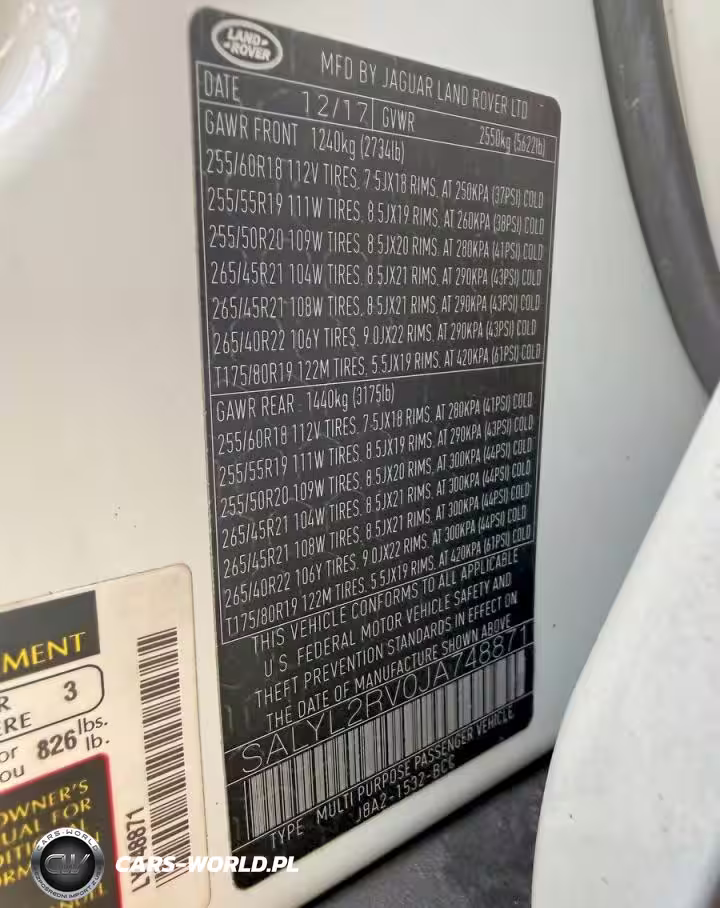 LAND ROVER
MFD BY JAGUAR LAND ROVER LTD
DATE 12/17 GVWR 2550kg (5622lb)
GAWR FRONT 1240kg (2734lb)
255/60R18 112V TIRES, 7.5JX18 RIMS, AT 250KPA (37PSI) COLD
255/55R19 111W TIRES, 8.5JX19 RIMS, AT 260KPA (38PSI) COLD
255/50R20 109W TIRES, 8.5JX20 RIMS, AT 280KPA (41PSI) COLD
265/45R21 104W TIRES, 8.5JX21 RIMS, AT 290KPA (43PSI) COLD
265/45R21 108W TIRES, 8.5JX21 RIMS, AT 290KPA (43PSI) COLD
265/40R22 106Y TIRES, 9.0JX22 RIMS, AT 290KPA (43PSI) COLD
T175/80R19 122M TIRES, 5.5JX19 RIMS, AT 420KPA (61PSI) COLD
GAWR REAR 1440kg (3175lb)
255/60R18 112V TIRES, 7.5JX18 RIMS, AT 280KPA (41PSI) COLD
255/55R19 111W TIRES, 8.5JX19 RIMS, AT 290KPA (43PSI) COLD
255/50R20 109W TIRES, 8.5JX20 RIMS, AT 300KPA (44PSI) COLD
265/45R21 104W TIRES, 8.5JX21 RIMS, AT 300KPA (44PSI) COLD
265/45R21 108W TIRES, 8.5JX21 RIMS, AT 300KPA (44PSI) COLD
265/40R22 106Y TIRES, 9.0JX22 RIMS, AT 300KPA (44PSI) COLD
T175/80R19 122M TIRES, 5.5JX19 RIMS, AT 420KPA (61PSI) COLD
THIS VEHICLE CONFORMS TO ALL APPLICABLE
U.S. FEDERAL MOTOR VEHICLE SAFETY AND
THEFT PREVENTION STANDARDS IN EFFECT ON
THE DATE OF MANUFACTURE SHOWN ABOVE
SALYL2RV0JA748871
TYPE MULTI PURPOSE PASSENGER VEHICLE
J8A2-1532-BCC
MENT
R 3
ERE
or 826 lbs.
ou lb.
OWNER'S
UAL FOR
48871
CARS-WORLD
CW
CARS-WORLD.PL